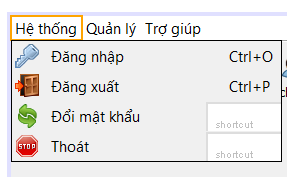 Hệ thống Quản lý Trợ giúp
Đăng nhập Ctrl+O
Đăng xuất Ctrl+P
Đổi mật khẩu shortcut
Thoát shortcut
STOP